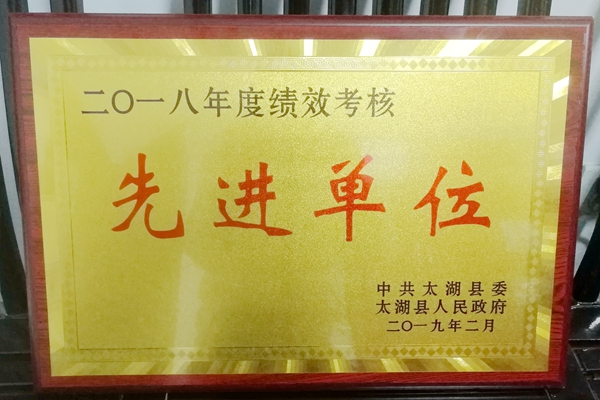 二〇一八年度绩效考核
先进单位
中共太湖县委
太湖县人民政府
二〇一九年二月